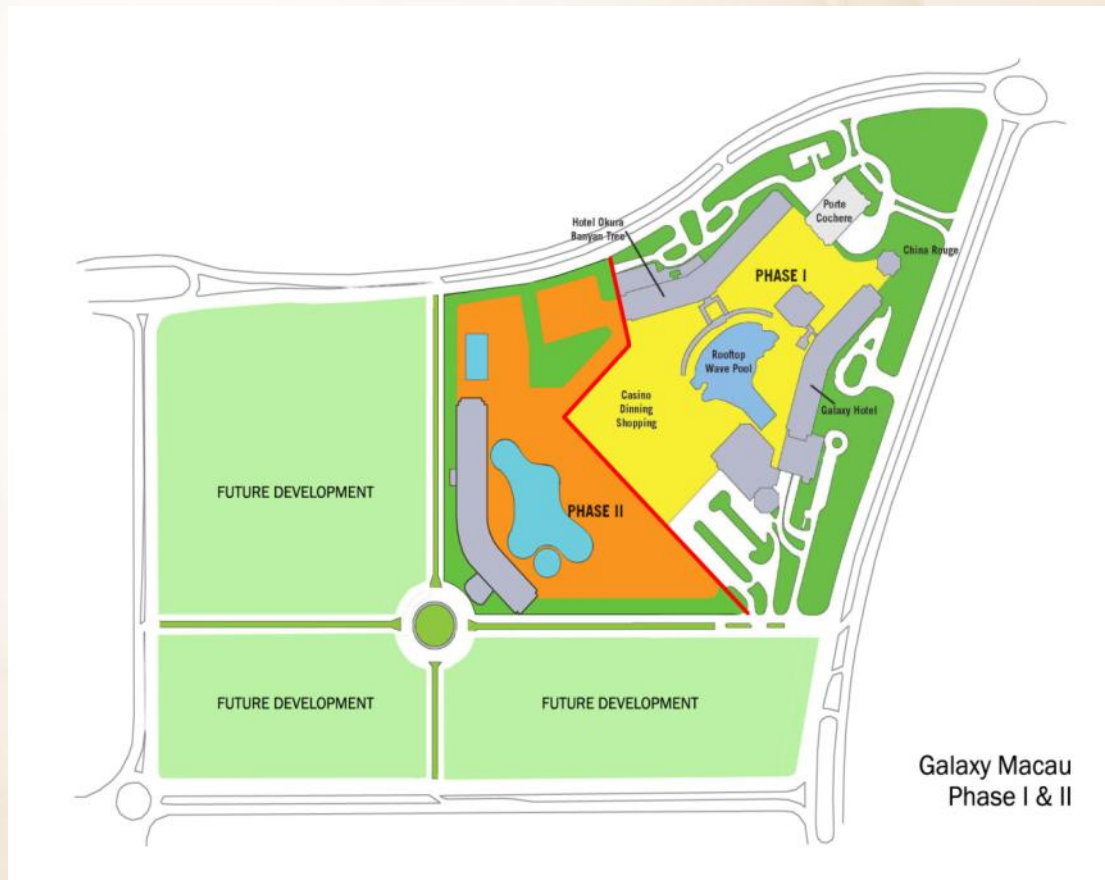 Porte
Cochere
Hotel Okura
Banyan Tree
China Rouge
PHASE I
Rooftop
Wave Pool
Casino
Dinning
Shopping
Galaxy Hotel
FUTURE DEVELOPMENT
PHASE II
FUTURE DEVELOPMENT
FUTURE DEVELOPMENT
Galaxy Macau
Phase I & II